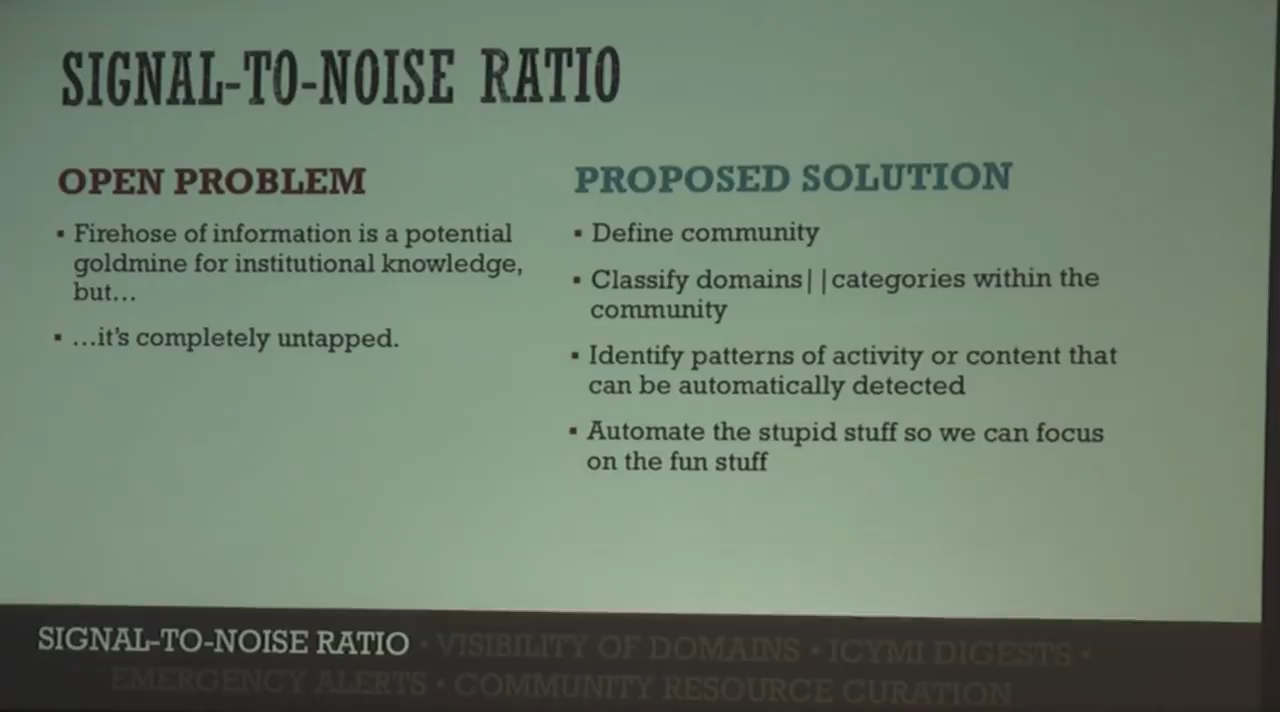 SIGNAL-TO-NOISE RATIO
OPEN PROBLEM
▪ Firehose of information is a potential
goldmine for institutional knowledge,
but...
▪ ...it's completely untapped.
PROPOSED SOLUTION
▪ Define community
▪ Classify domains||categories within the
community
▪ Identify patterns of activity or content that
can be automatically detected
▪ Automate the stupid stuff so we can focus
on the fun stuff
SIGNAL-TO-NOISE RATIO • VISIBILITY OF DOMAINS • ICYMI DIGESTS •
EMERGENCY ALERTS • COMMUNITY RESOURCE CURATION